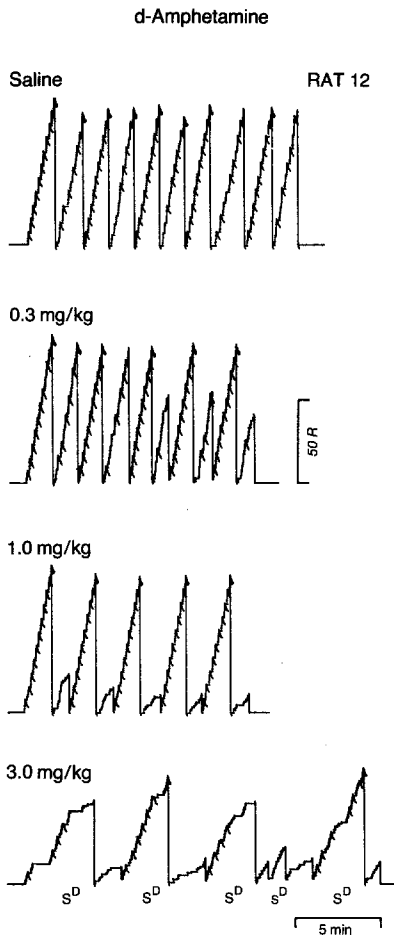 d-Amphetamine
Saline RAT 12
0.3 mg/kg
50 R
1.0 mg/kg
3.0 mg/kg
S^D S^D S^D S^D S^D
5 min